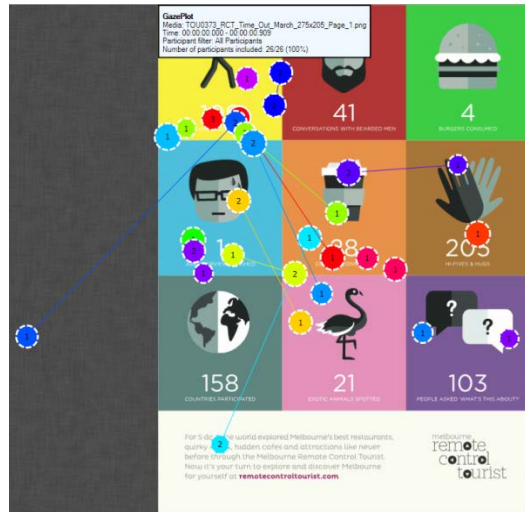 GazePlot
Media: TOU0373_RCT_Time_Out_March_275x205_Page_1.png
Time: 00:00:00.000 - 00:00:00.909
Participant filter: All Participants
Number of participants included: 26/26 (100%)
41
CONVERSATIONS WITH BEARDED MEN
4
BURGERS CONSUMED
205
HI-FIVES & HUGS
158
COUNTRIES PARTICIPATED
21
EXOTIC ANIMALS SPOTTED
? ?
103
PEOPLE ASKED WHAT'S THIS ABOUT?
For 5 da world explored Melbourne's best restaurants,
quirky hidden cafes and attractions like never
before through the Melbourne Remote Control Tourist.
Now it's your turn to explore and discover Melbourne
for yourself at remotecontroltourist.com
melbourne
remote
control
tourist